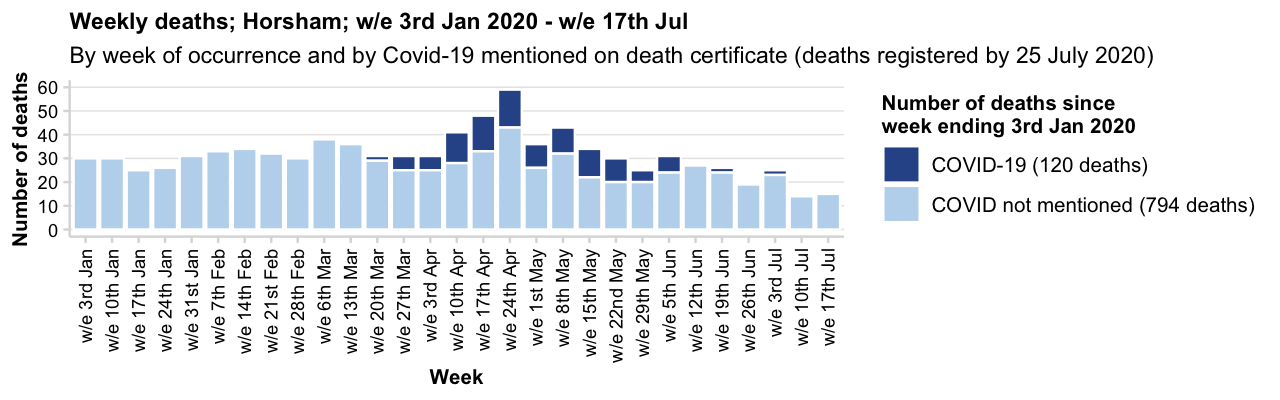 Weekly deaths; Horsham; w/e 3rd Jan 2020 - w/e 17th Jul
By week of occurrence and by Covid-19 mentioned on death certificate (deaths registered by 25 July 2020)
Number of deaths
60
50
40
30
20
10
0
w/e 3rd Jan
w/e 10th Jan
w/e 17th Jan
w/e 24th Jan
w/e 31st Jan
w/e 7th Feb
w/e 14th Feb
w/e 21st Feb
w/e 28th Feb
w/e 6th Mar
w/e 13th Mar
w/e 20th Mar
w/e 27th Mar
w/e 3rd Apr
w/e 10th Apr
w/e 17th Apr
w/e 24th Apr
w/e 1st May
w/e 8th May
w/e 15th May
w/e 22nd May
w/e 29th May
w/e 5th Jun
w/e 12th Jun
w/e 19th Jun
w/e 26th Jun
w/e 3rd Jul
w/e 10th Jul
w/e 17th Jul
Week
Number of deaths since
week ending 3rd Jan 2020
COVID-19 (120 deaths)
COVID not mentioned (794 deaths)